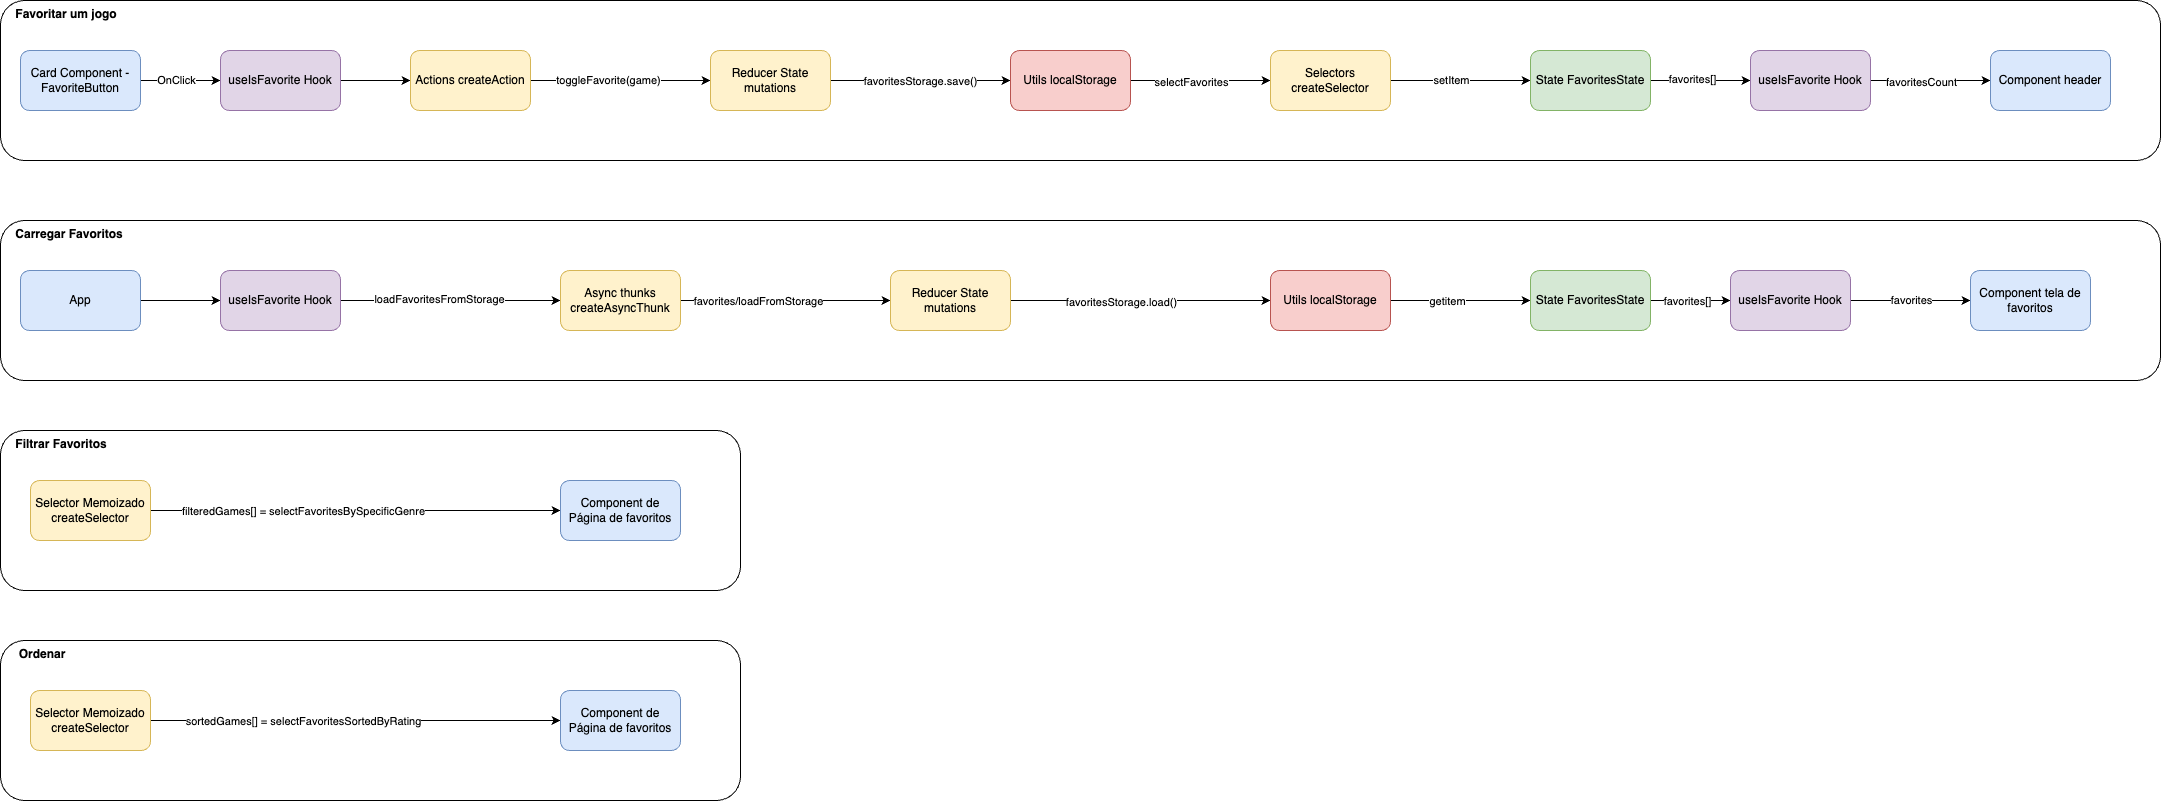 Favoritar um jogo
Card Component -
FavoriteButton
OnClick
useIsFavorite Hook
Actions createAction
toggleFavorite(game)
Reducer State
mutations
favoritesStorage.save()
Utils localStorage
selectFavorites
Selectors
createSelector
setItem
State FavoritesState
favorites[]
useIsFavorite Hook
favoritesCount
Component header
Carregar Favoritos
App
useIsFavorite Hook
loadFavoritesFromStorage
Async thunks
createAsyncThunk
favorites/loadFromStorage
Reducer State
mutations
favoritesStorage.load()
Utils localStorage
getitem
State FavoritesState
favorites[]
useIsFavorite Hook
favorites
Component tela de
favoritos
Filtrar Favoritos
Selector Memoizado
createSelector
filteredGames[] = selectFavoritesBySpecificGenre
Component de
Página de favoritos
Ordenar
Selector Memoizado
createSelector
sortedGames[] = selectFavoritesSortedByRating
Component de
Página de favoritos